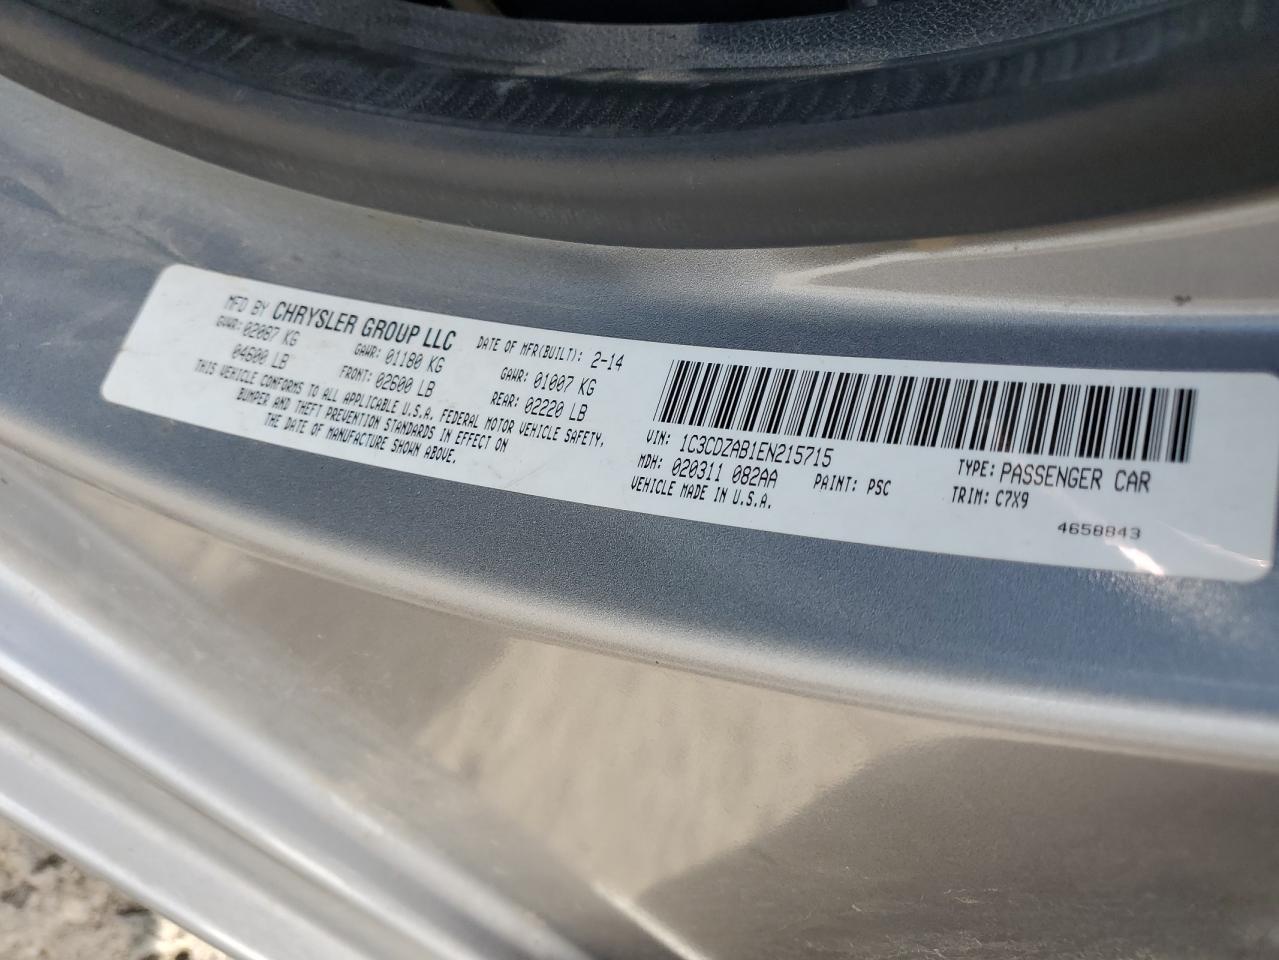 MFD BY CHRYSLER GROUP LLC DATE OF MFR(BUILT): 2-14
GVWR: 02087 KG GAWR: 01180 KG GAWR: 01007 KG
04600 LB FRONT: 02600 LB REAR: 02220 LB
THIS VEHICLE CONFORMS TO ALL APPLICABLE U.S.A. FEDERAL MOTOR VEHICLE SAFETY,
BUMPER AND THEFT PREVENTION STANDARDS IN EFFECT ON
THE DATE OF MANUFACTURE SHOWN ABOVE.
VIN: 1C3CDZAB1EN215715 TYPE: PASSENGER CAR
MDH: 020311 082AA PAINT: PSC TRIM: C7X9
VEHICLE MADE IN U.S.A. 4658843